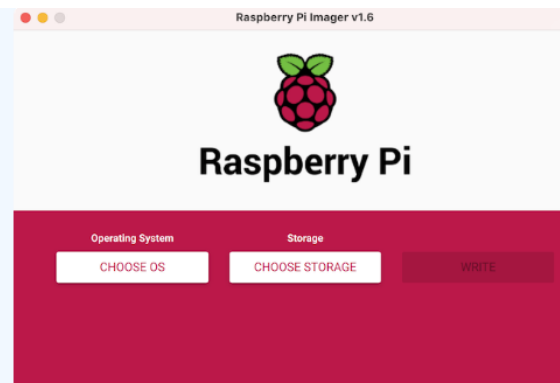 Raspberry Pi Imager v1.6
Raspberry Pi
Operating System
Storage
CHOOSE OS
CHOOSE STORAGE
WRITE